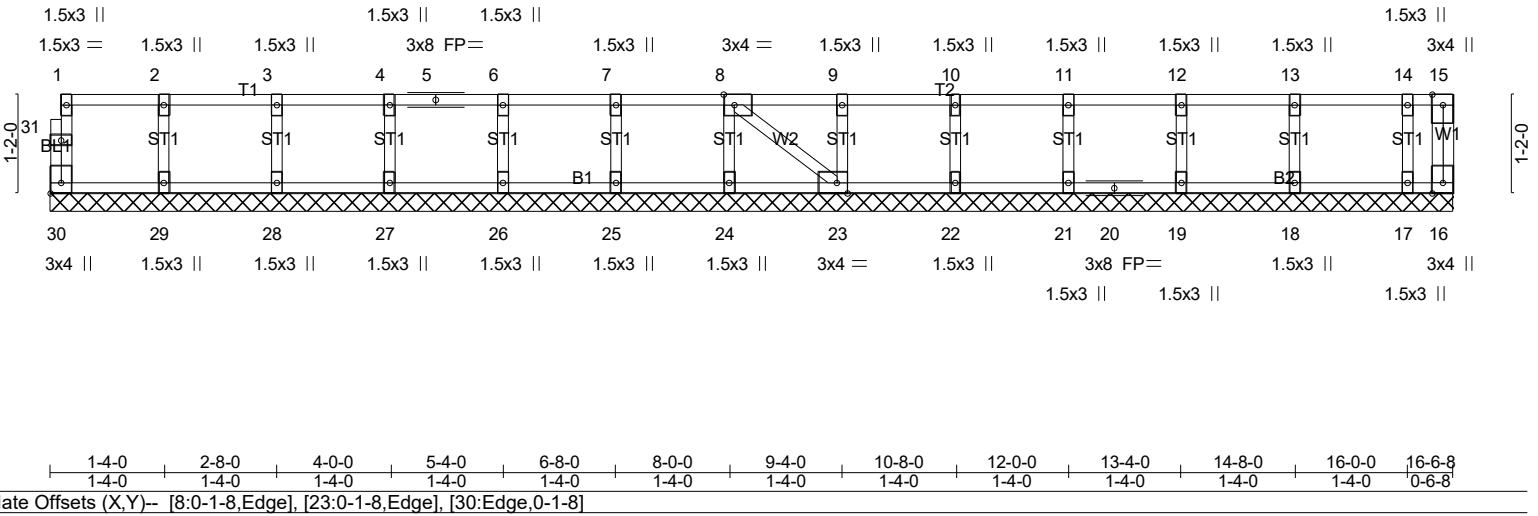 1.5x3 || 1.5x3 || 1.5x3 || 1.5x3 ||
1.5x3 = 1.5x3 || 1.5x3 || 3x8 FP= 1.5x3 || 3x4 = 1.5x3 || 1.5x3 || 1.5x3 || 1.5x3 || 1.5x3 || 3x4 ||
1 2 3 4 5 6 7 8 9 10 11 12 13 14 15
T1 T2
31
1-2-0 BL1 ST1 ST1 ST1 ST1 ST1 ST1 W2 ST1 ST1 ST1 ST1 ST1 ST1 W1 1-2-0
B1 B2
30 29 28 27 26 25 24 23 22 21 20 19 18 17 16
3x4 || 1.5x3 || 1.5x3 || 1.5x3 || 1.5x3 || 1.5x3 || 1.5x3 || 3x4 = 1.5x3 || 3x8 FP= 1.5x3 || 3x4 ||
1.5x3 || 1.5x3 || 1.5x3 ||
1-4-0 2-8-0 4-0-0 5-4-0 6-8-0 8-0-0 9-4-0 10-8-0 12-0-0 13-4-0 14-8-0 16-0-0 16-6-8
1-4-0 1-4-0 1-4-0 1-4-0 1-4-0 1-4-0 1-4-0 1-4-0 1-4-0 1-4-0 1-4-0 1-4-0 0-6-8
late Offsets (X,Y)-- [8:0-1-8,Edge], [23:0-1-8,Edge], [30:Edge,0-1-8]